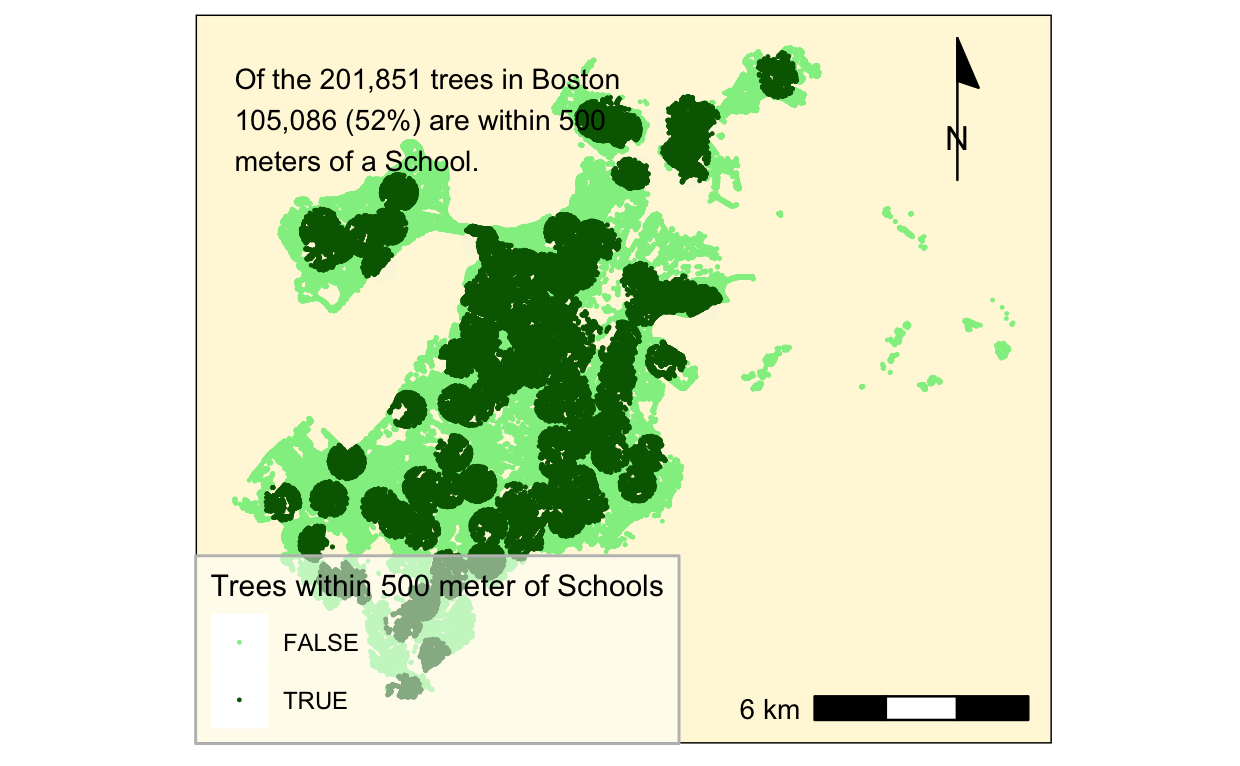 Of the 201,851 trees in Boston
105,086 (52%) are within 500
meters of a School.
N
Trees within 500 meter of Schools
FALSE
TRUE
6 km